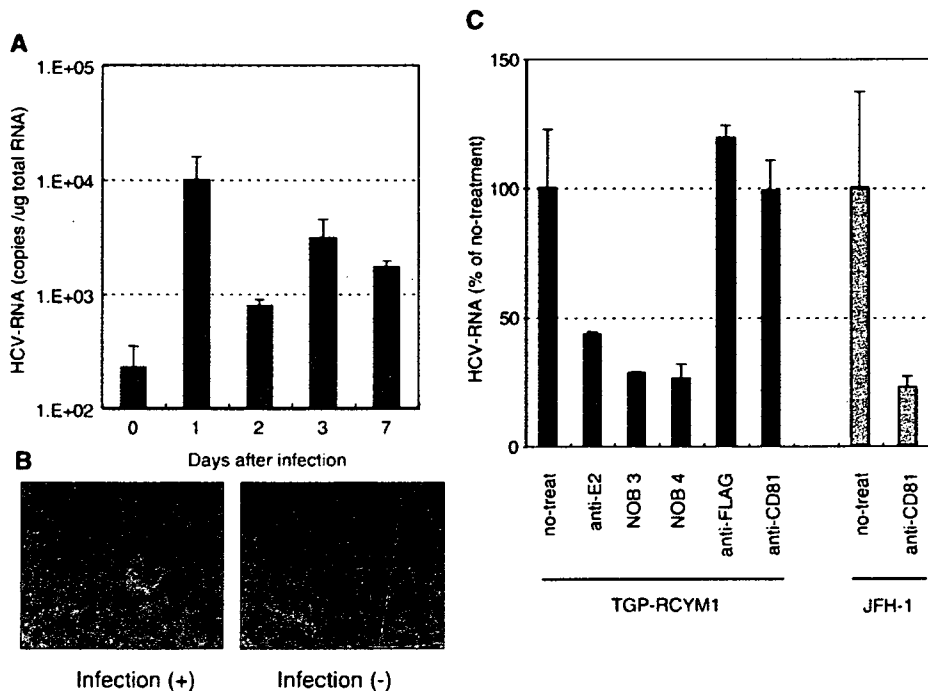 A
HCV-RNA (copies /ug total RNA)
1.E+05
1.E+04
1.E+03
1.E+02
0 1 2 3 7
Days after infection
B
Infection (+) Infection (-)
C
HCV-RNA (% of no-treatment)
150
100
50
0
no-treat
anti-E2
NOB 3
NOB 4
anti-FLAG
anti-CD81
no-treat
anti-CD81
TGP-RCYM1 JFH-1